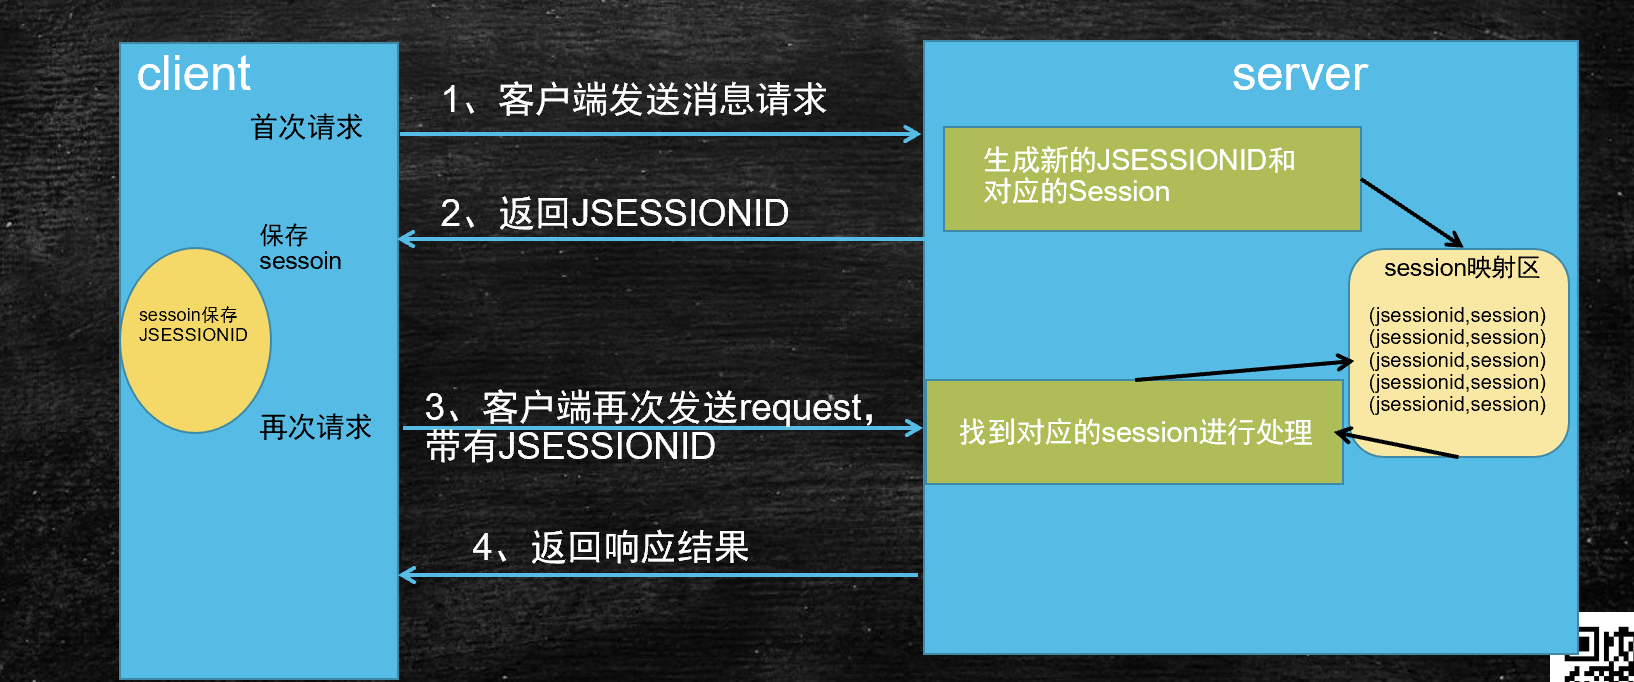 client
server
首次请求
1、客户端发送消息请求
生成新的JSESSIONID和
对应的Session
2、返回JSESSIONID
保存
sessoin
session映射区
(jsessionid,session)
(jsessionid,session)
(jsessionid,session)
(jsessionid,session)
(jsessionid,session)
sessoin保存
JSESSIONID
再次请求
3、客户端再次发送request，
带有JSESSIONID
找到对应的session进行处理
4、返回响应结果